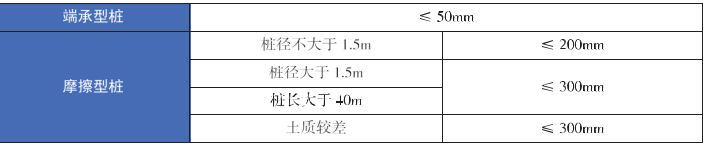 端承型桩 ≤ 50mm
摩擦型桩
桩径不大于 1.5m ≤ 200mm
桩径大于 1.5m
≤ 300mm
桩长大于 40m
土质较差 ≤ 300mm